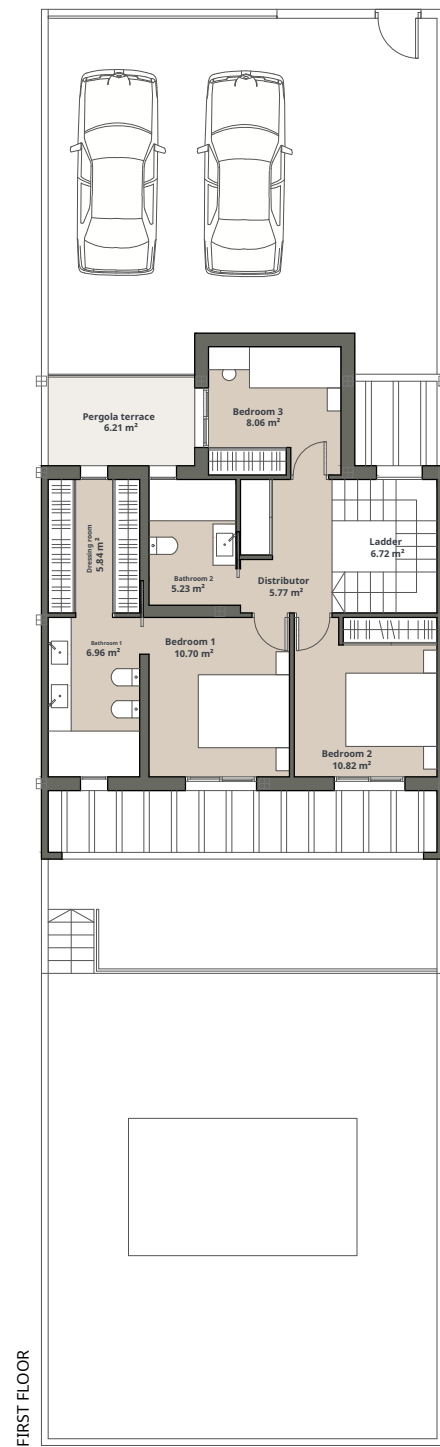 Pergola terrace
6.21 m²
Bedroom 3
8.06 m²
Dressing room
5.84 m²
Bathroom 2
5.23 m²
Distributor
5.77 m²
Ladder
6.72 m²
Bathroom 1
6.96 m²
Bedroom 1
10.70 m²
Bedroom 2
10.82 m²
FIRST FLOOR